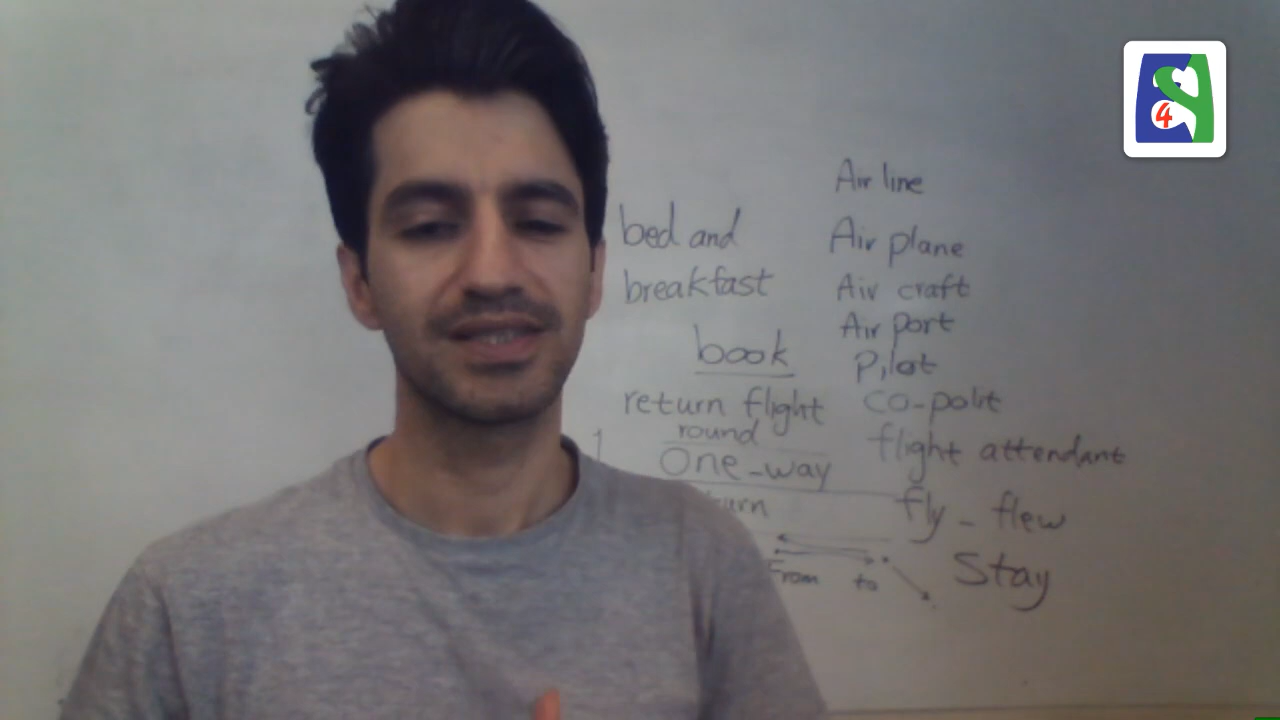 4
Air line
bed and
Air plane
breakfast
Air craft
Air port
book
Pilot
return flight
co-polit
round
flight attendant
One-way
fly - flew
From to
Stay